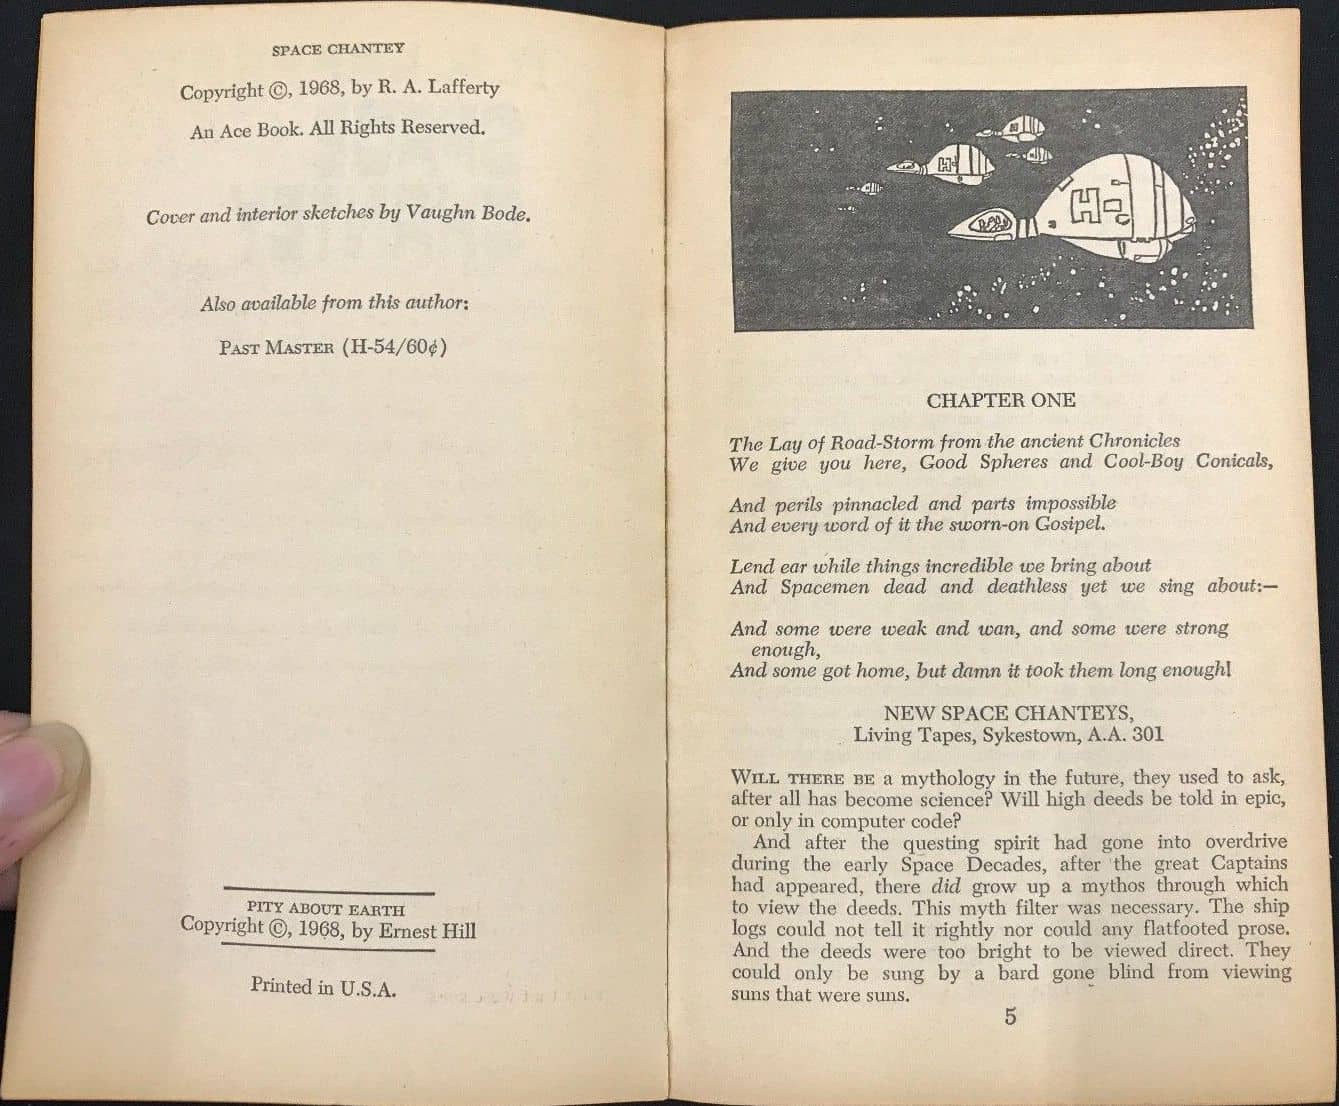 SPACE CHANTEY
Copyright ©, 1968, by R. A. Lafferty
An Ace Book. All Rights Reserved.
Cover and interior sketches by Vaughn Bode.
Also available from this author:
PAST MASTER (H-54/60¢)
PITY ABOUT EARTH
Copyright ©, 1968, by Ernest Hill
Printed in U.S.A.
H
H
CHAPTER ONE
The Lay of Road-Storm from the ancient Chronicles
We give you here, Good Spheres and Cool-Boy Conicals,
And perils pinnacled and parts impossible
And every word of it the sworn-on Gosipel.
Lend ear while things incredible we bring about
And Spacemen dead and deathless yet we sing about:—
And some were weak and wan, and some were strong
enough,
And some got home, but damn it took them long enough!
NEW SPACE CHANTEYS,
Living Tapes, Sykestown, A.A. 301
WILL THERE BE a mythology in the future, they used to ask,
after all has become science? Will high deeds be told in epic,
or only in computer code?
And after the questing spirit had gone into overdrive
during the early Space Decades, after the great Captains
had appeared, there did grow up a mythos through which
to view the deeds. This myth filter was necessary. The ship
logs could not tell it rightly nor could any flatfooted prose.
And the deeds were too bright to be viewed direct. They
could only be sung by a bard gone blind from viewing
suns that were suns.
5